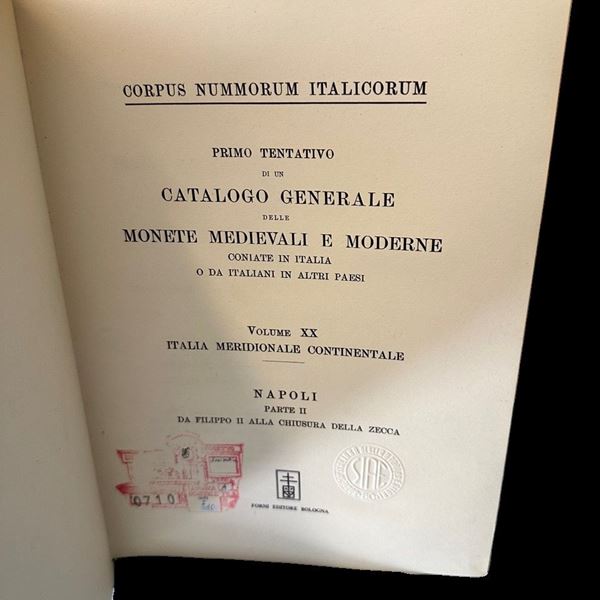 CORPUS NUMMORUM ITALICORUM
PRIMO TENTATIVO
DI UN
CATALOGO GENERALE
DELLE
MONETE MEDIEVALI E MODERNE
CONIATE IN ITALIA
O DA ITALIANI IN ALTRI PAESI
VOLUME XX
ITALIA MERIDIONALE CONTINENTALE
NAPOLI
PARTE II
DA FILIPPO II ALLA CHIUSURA DELLA ZECCA
0710
SIAE
FORNI EDITORE BOLOGNA